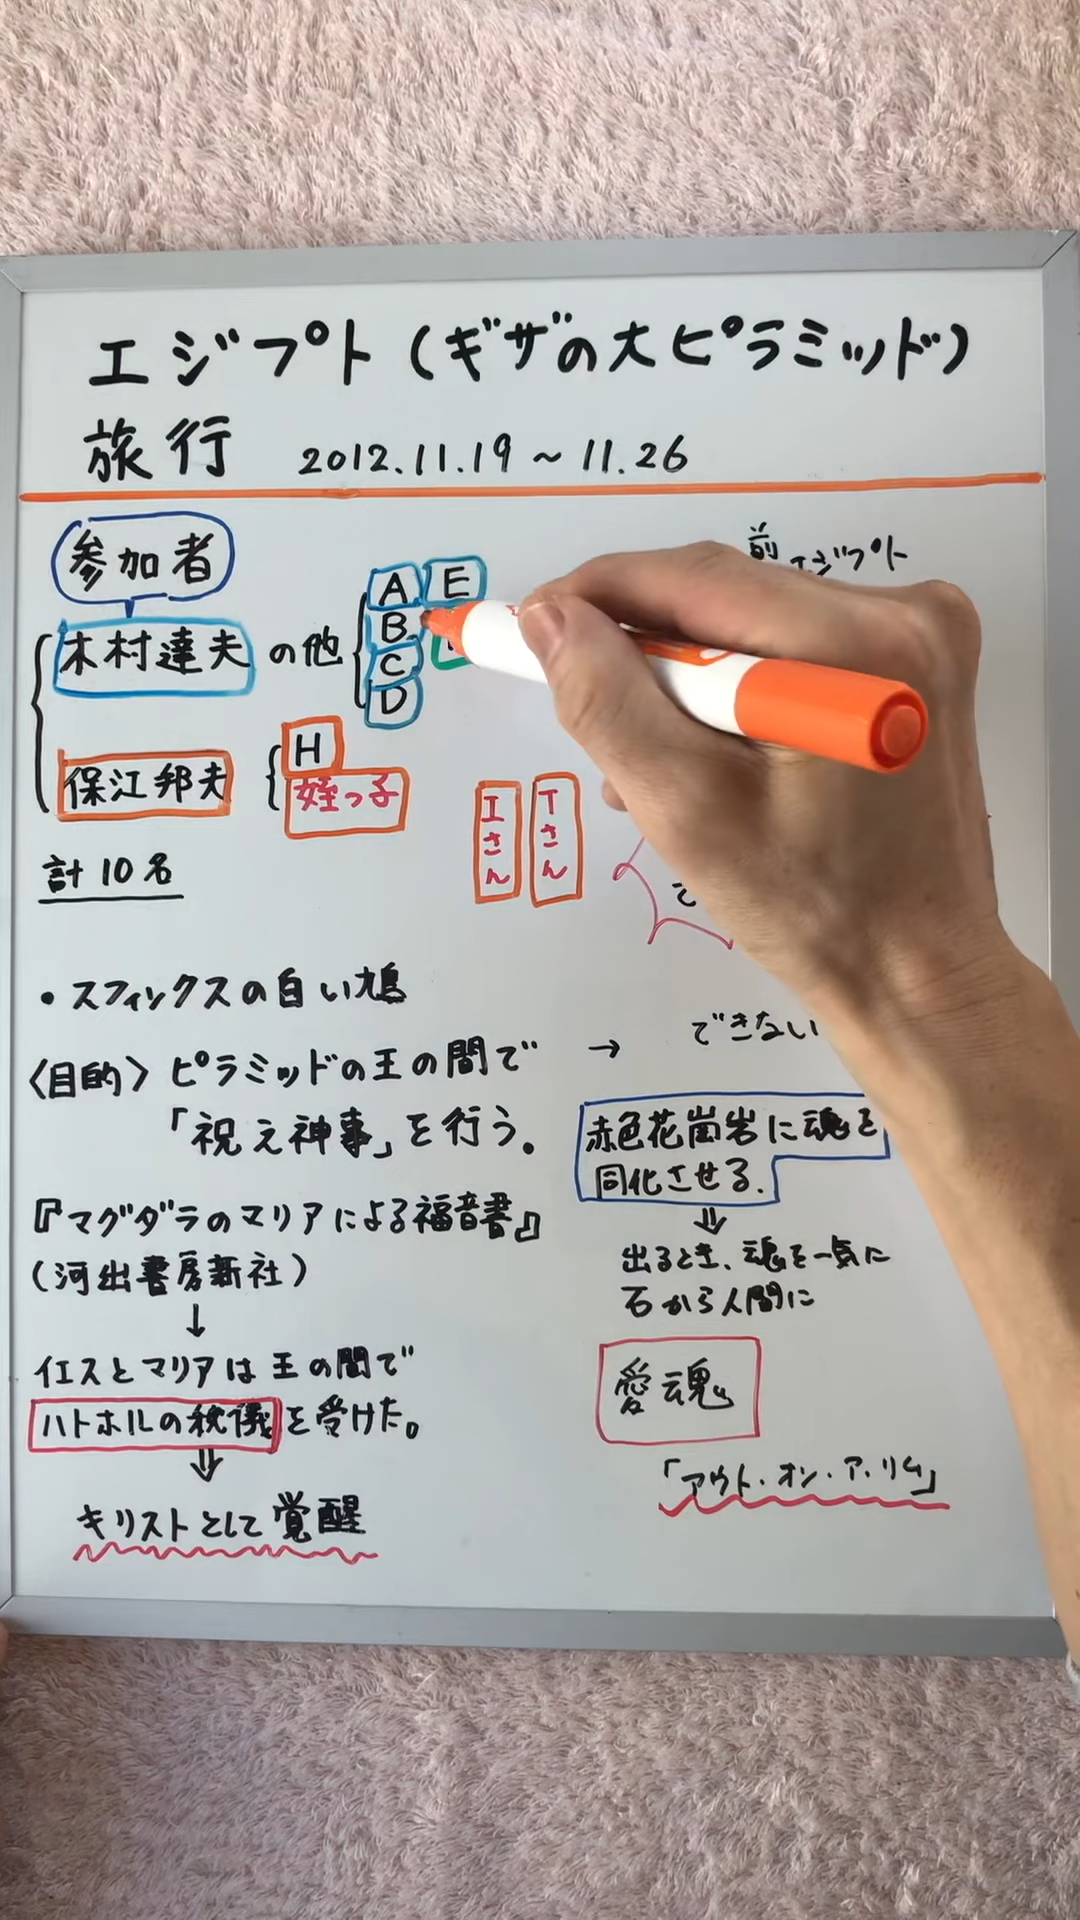 エジプト(ギザの大ピラミッド)
旅行 2012.11.19～11.26
参加者
木村達夫 の他
A E
B
C
D
保江邦夫
H
姪っ子
Iさん
Tさん
計10名
前
エジプト
・スフィンクスの白い鳩
〈目的〉ピラミッドの王の間で
「祝え神事」を行う。
→ できない
『マグダラのマリアによる福音書』
(河出書房新社)
↓
イエスとマリアは王の間で
ハトホルの秘儀を受けた。
⇓
キリストとして覚醒
赤色花崗岩に魂を
同化させる.
⇓
出るとき、魂を一気に
石から人間に
愛魂
「アウト・オン・ア・リム」